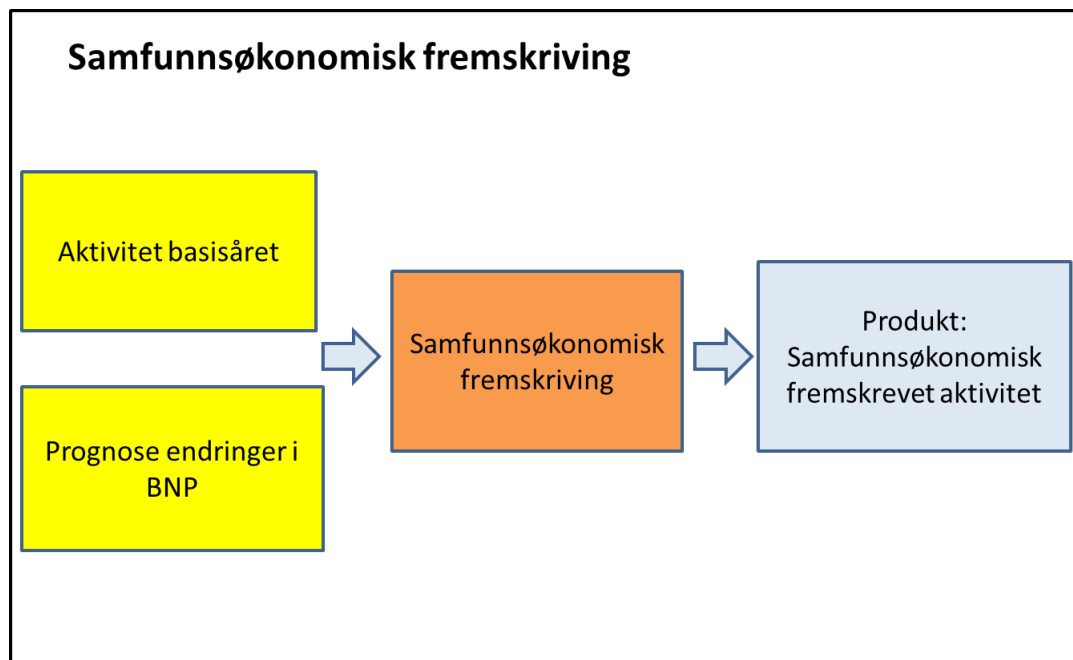 Samfunnsøkonomisk fremskriving
Aktivitet basisåret
Prognose endringer i
BNP
Samfunnsøkonomisk
fremskriving
Produkt:
Samfunnsøkonomisk
fremskrevet aktivitet